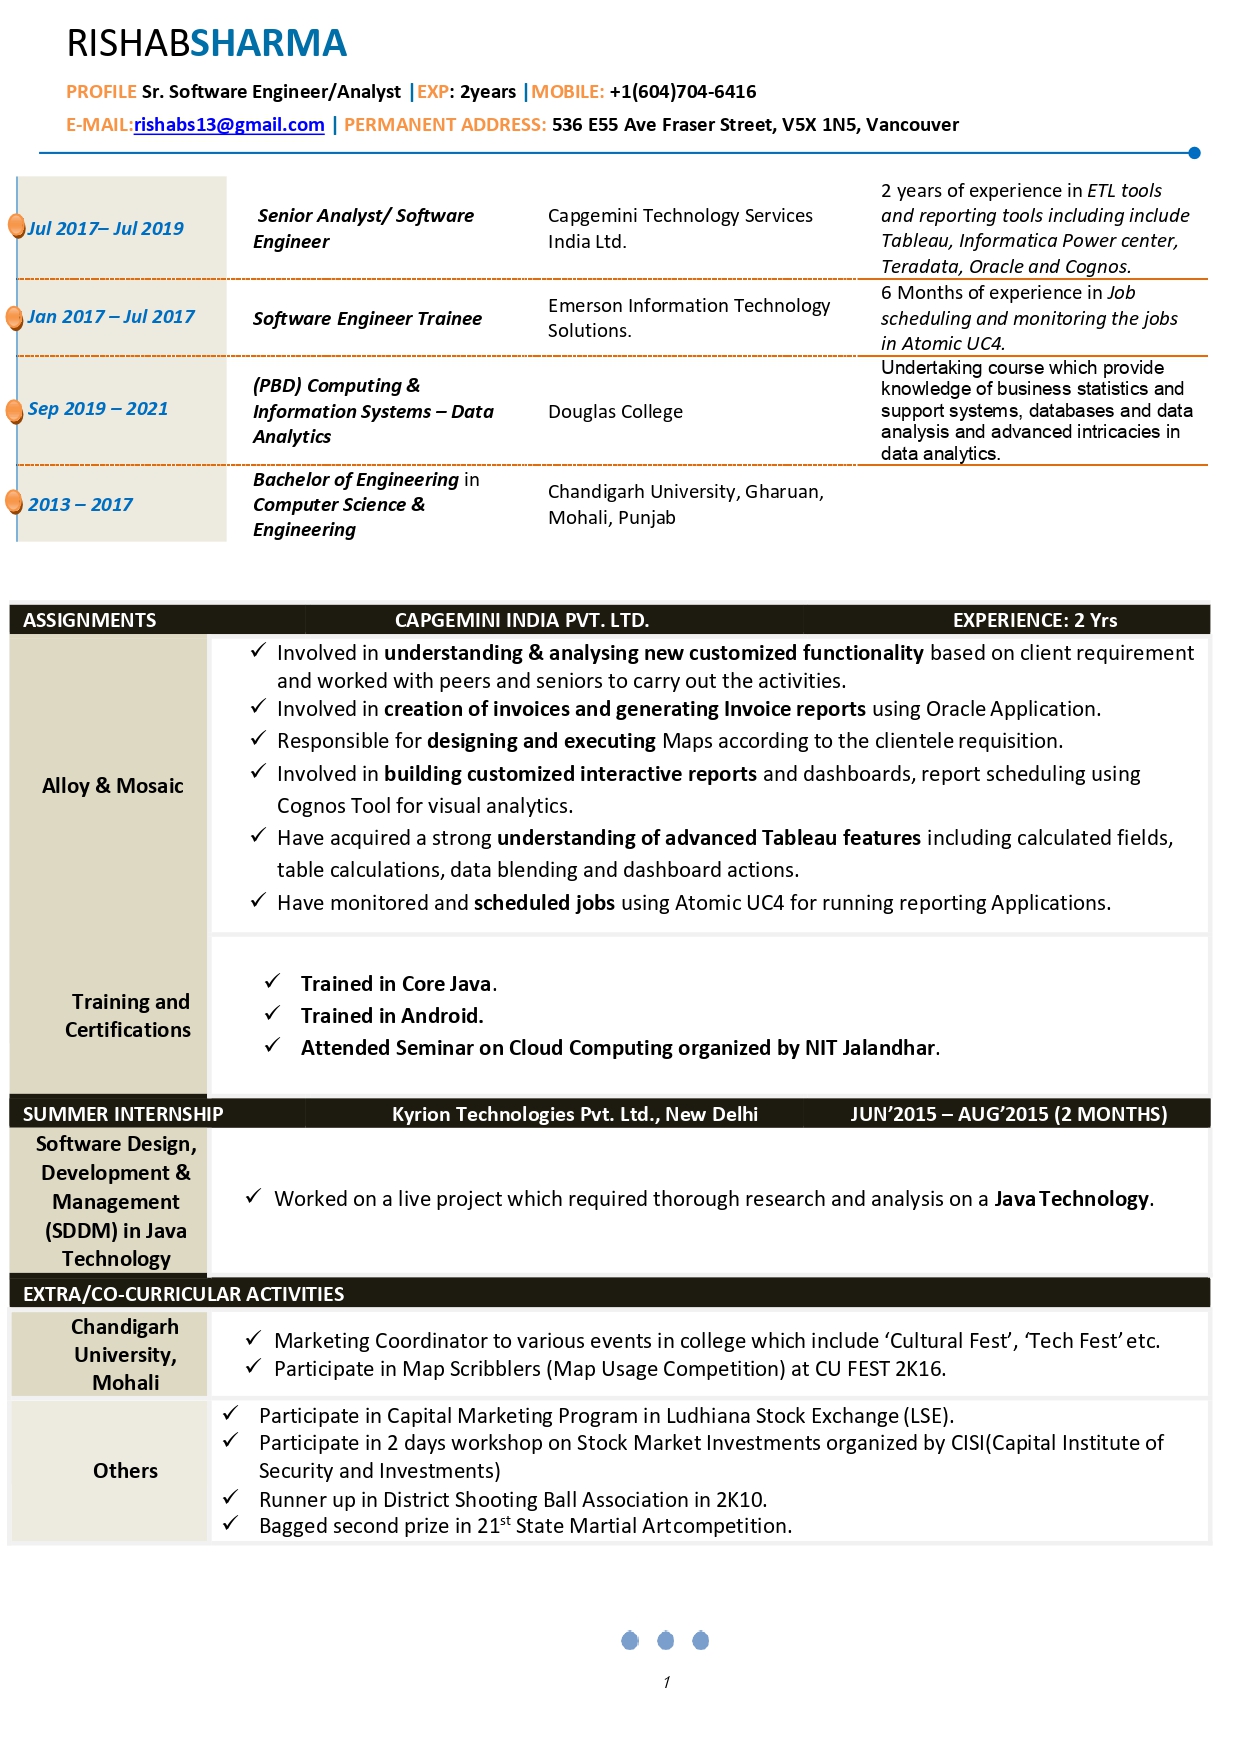 RISHABSHARMA
PROFILE Sr. Software Engineer/Analyst |EXP: 2years |MOBILE: +1(604)704-6416
E-MAIL:rishabs13@gmail.com | PERMANENT ADDRESS: 536 E55 Ave Fraser Street, V5X 1N5, Vancouver
Jul 2017– Jul 2019
Senior Analyst/ Software
Engineer
Capgemini Technology Services
India Ltd.
2 years of experience in ETL tools
and reporting tools including include
Tableau, Informatica Power center,
Teradata, Oracle and Cognos.
Jan 2017 – Jul 2017
Software Engineer Trainee
Emerson Information Technology
Solutions.
6 Months of experience in Job
scheduling and monitoring the jobs
in Atomic UC4.
Sep 2019 – 2021
(PBD) Computing &
Information Systems – Data
Analytics
Douglas College
Undertaking course which provide
knowledge of business statistics and
support systems, databases and data
analysis and advanced intricacies in
data analytics.
2013 – 2017
Bachelor of Engineering in
Computer Science &
Engineering
Chandigarh University, Gharuan,
Mohali, Punjab
ASSIGNMENTS CAPGEMINI INDIA PVT. LTD. EXPERIENCE: 2 Yrs
Alloy & Mosaic
✓ Involved in understanding & analysing new customized functionality based on client requirement
and worked with peers and seniors to carry out the activities.
✓ Involved in creation of invoices and generating Invoice reports using Oracle Application.
✓ Responsible for designing and executing Maps according to the clientele requisition.
✓ Involved in building customized interactive reports and dashboards, report scheduling using
Cognos Tool for visual analytics.
✓ Have acquired a strong understanding of advanced Tableau features including calculated fields,
table calculations, data blending and dashboard actions.
✓ Have monitored and scheduled jobs using Atomic UC4 for running reporting Applications.
Training and
Certifications
✓ Trained in Core Java.
✓ Trained in Android.
✓ Attended Seminar on Cloud Computing organized by NIT Jalandhar.
SUMMER INTERNSHIP Kyrion Technologies Pvt. Ltd., New Delhi JUN’2015 – AUG’2015 (2 MONTHS)
Software Design,
Development &
Management
(SDDM) in Java
Technology
✓ Worked on a live project which required thorough research and analysis on a Java Technology.
EXTRA/CO-CURRICULAR ACTIVITIES
Chandigarh
University,
Mohali
✓ Marketing Coordinator to various events in college which include ‘Cultural Fest’, ‘Tech Fest’ etc.
✓ Participate in Map Scribblers (Map Usage Competition) at CU FEST 2K16.
Others
✓ Participate in Capital Marketing Program in Ludhiana Stock Exchange (LSE).
✓ Participate in 2 days workshop on Stock Market Investments organized by CISI(Capital Institute of
Security and Investments)
✓ Runner up in District Shooting Ball Association in 2K10.
✓ Bagged second prize in 21st State Martial Art competition.
1